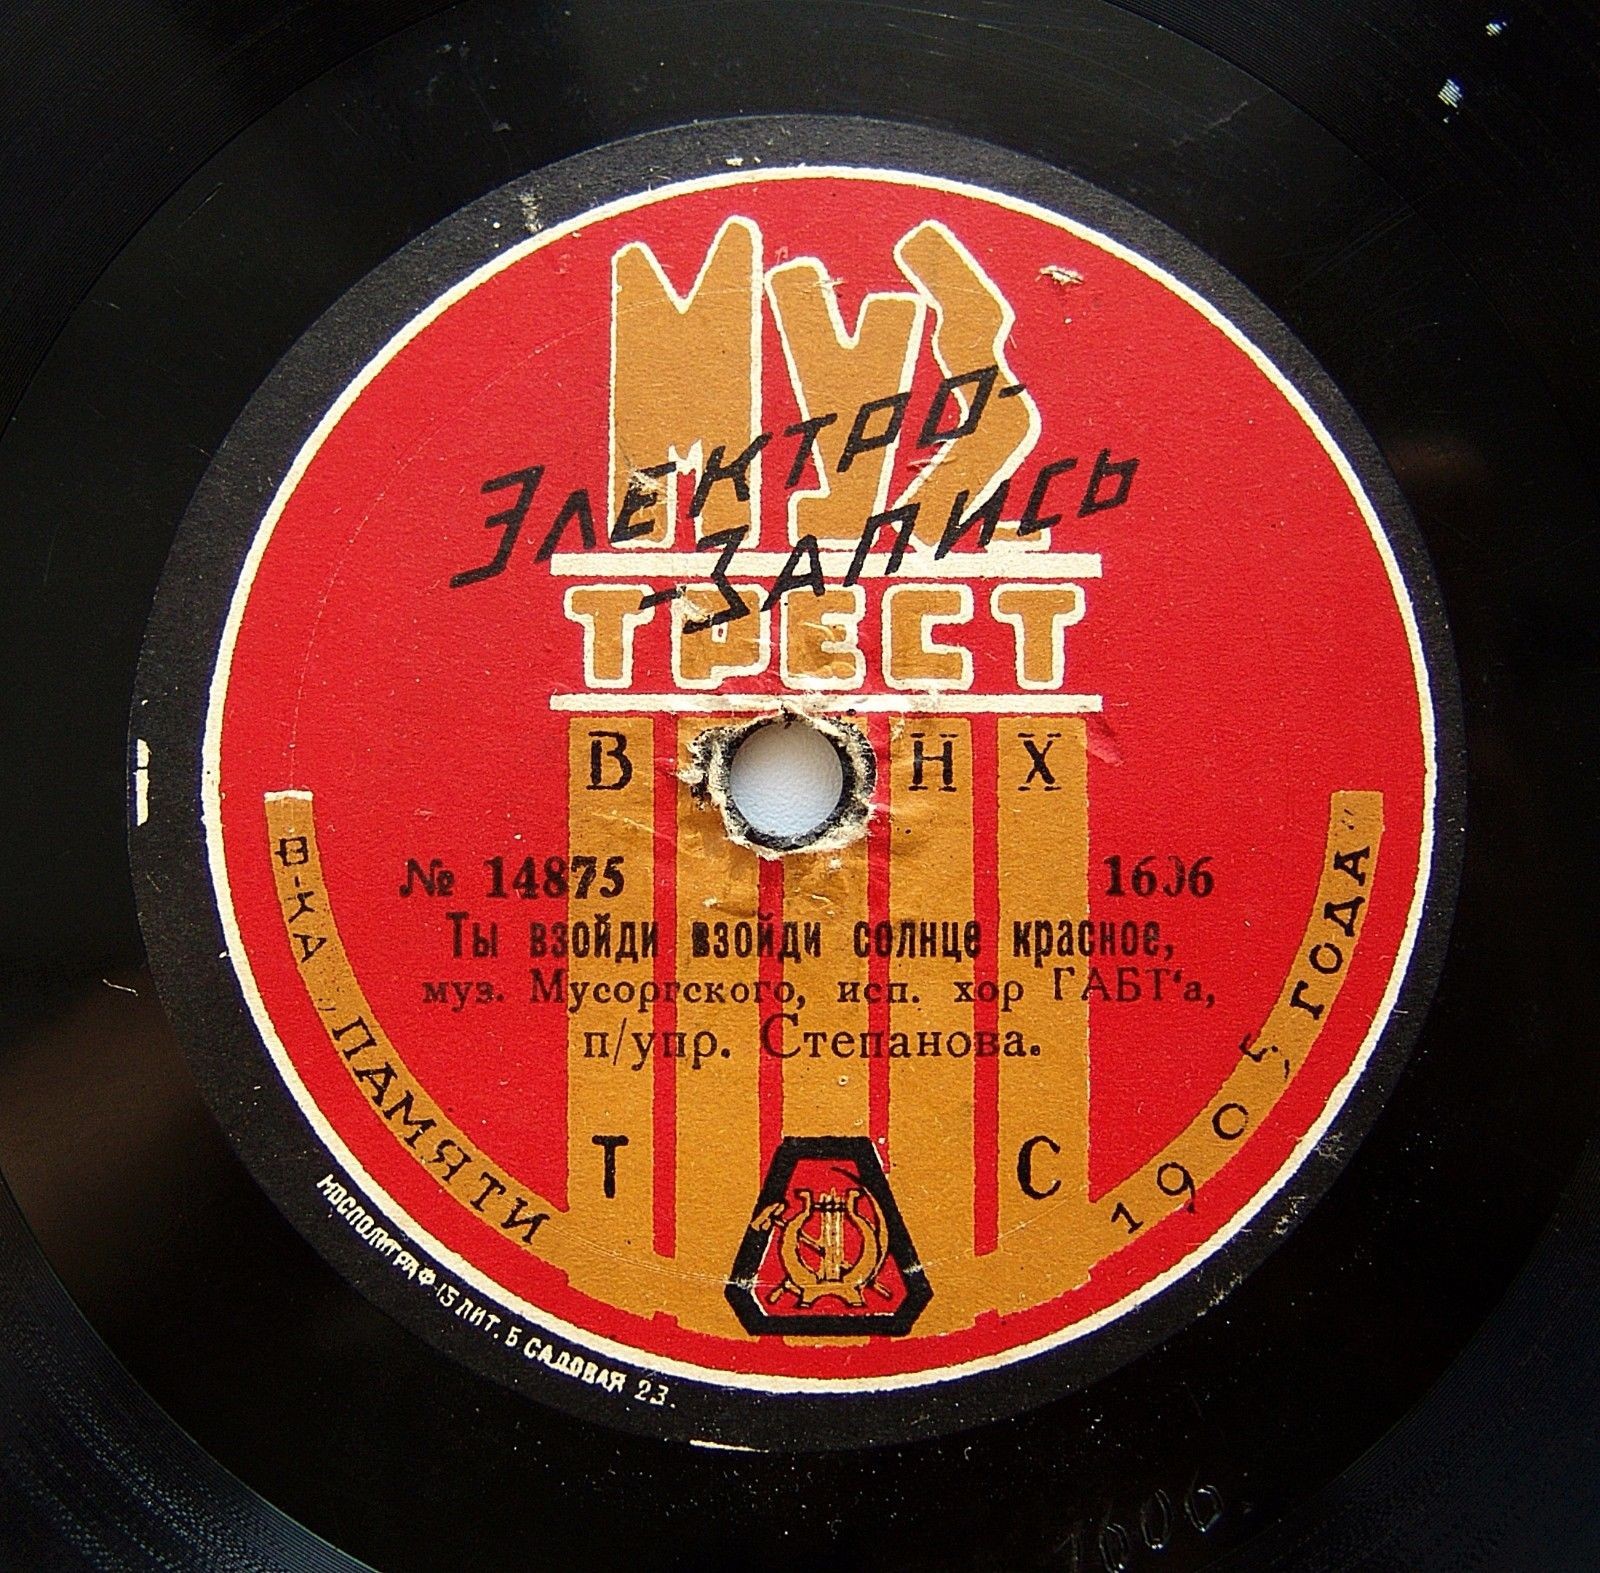 МУЗ
ЭЛЕКТРО-
-ЗАПИСЬ
ТРЕСТ
В Н Х
№ 14875 1606
Ты взойди взойди солнце красное,
муз. Мусоргского, исп. хор ГАБТ‘а,
п/упр. Степанова.
Т С
Ф-КА „ПАМЯТИ 1905 ГОДА“
МОСПОЛИГРАФ-15 ЛИТ. Б САДОВАЯ 23.
1606